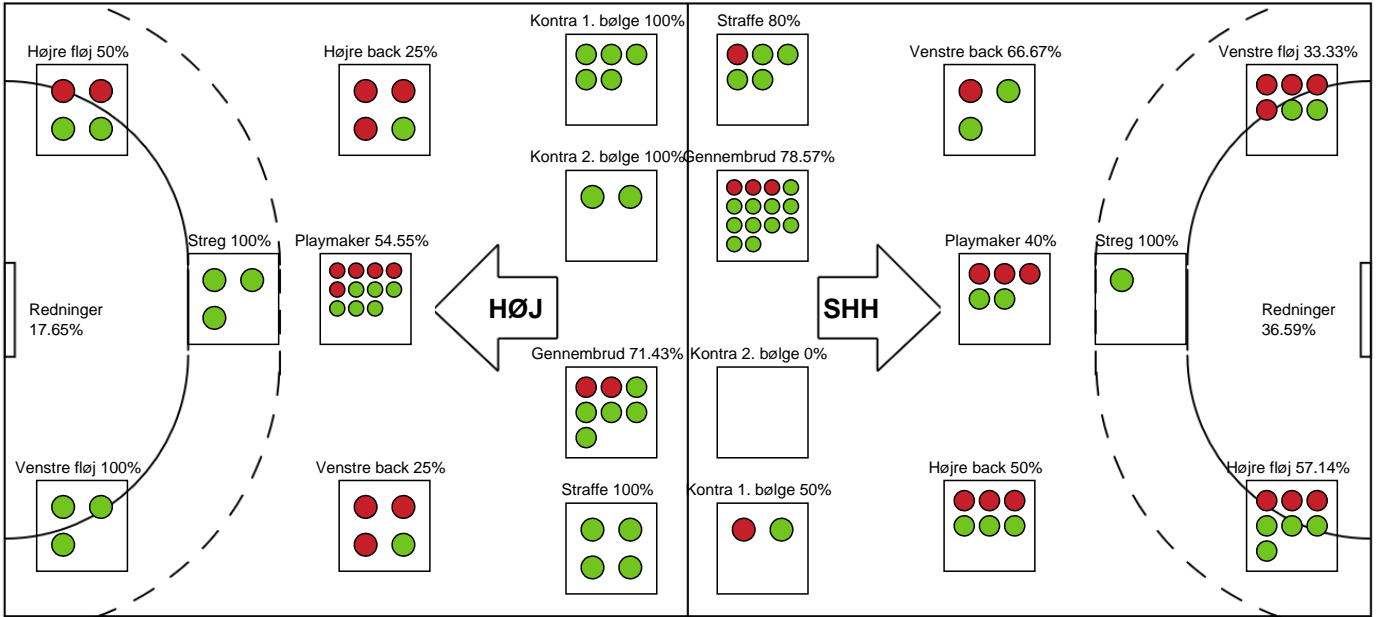 Kontra 1. bølge 100%
Straffe 80%
Højre fløj 50%
Højre back 25%
Venstre back 66.67%
Venstre fløj 33.33%
Kontra 2. bølge 100%
Gennembrud 78.57%
Streg 100%
Playmaker 54.55%
Playmaker 40%
Streg 100%
HØJ
SHH
Redninger
17.65%
Redninger
36.59%
Gennembrud 71.43%
Kontra 2. bølge 0%
Venstre fløj 100%
Venstre back 25%
Straffe 100%
Kontra 1. bølge 50%
Højre back 50%
Højre fløj 57.14%